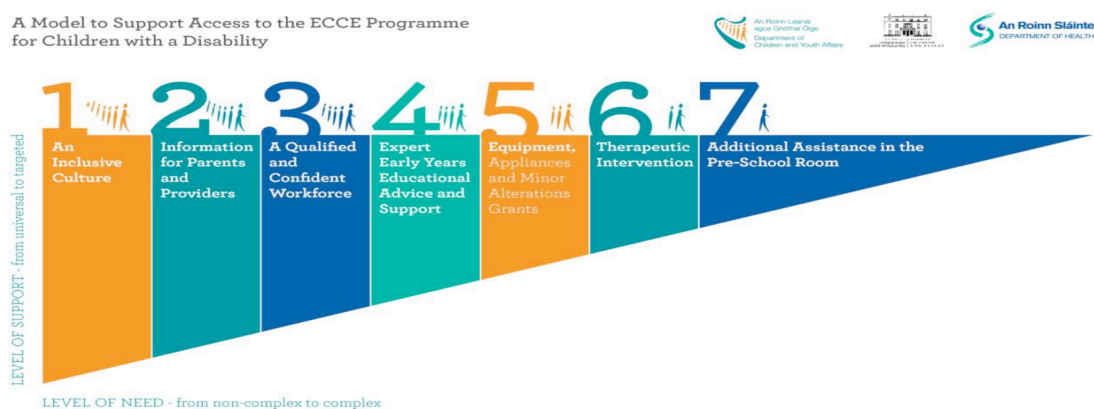 A Model to Support Access to the ECCE Programme
for Children with a Disability
An Roinn Leanaí
agus Gnóthaí Óige
Department of
Children and Youth Affairs
An Roinn Sláinte
DEPARTMENT OF HEALTH
1
An
Inclusive
Culture
2
Information
for Parents
and
Providers
3
A Qualified
and
Confident
Workforce
4
Expert
Early Years
Educational
Advice and
Support
5
Equipment,
Appliances
and Minor
Alterations
Grants
6
Therapeutic
Intervention
7
Additional Assistance in the
Pre-School Room
LEVEL OF SUPPORT - from universal to targeted
LEVEL OF NEED - from non-complex to complex